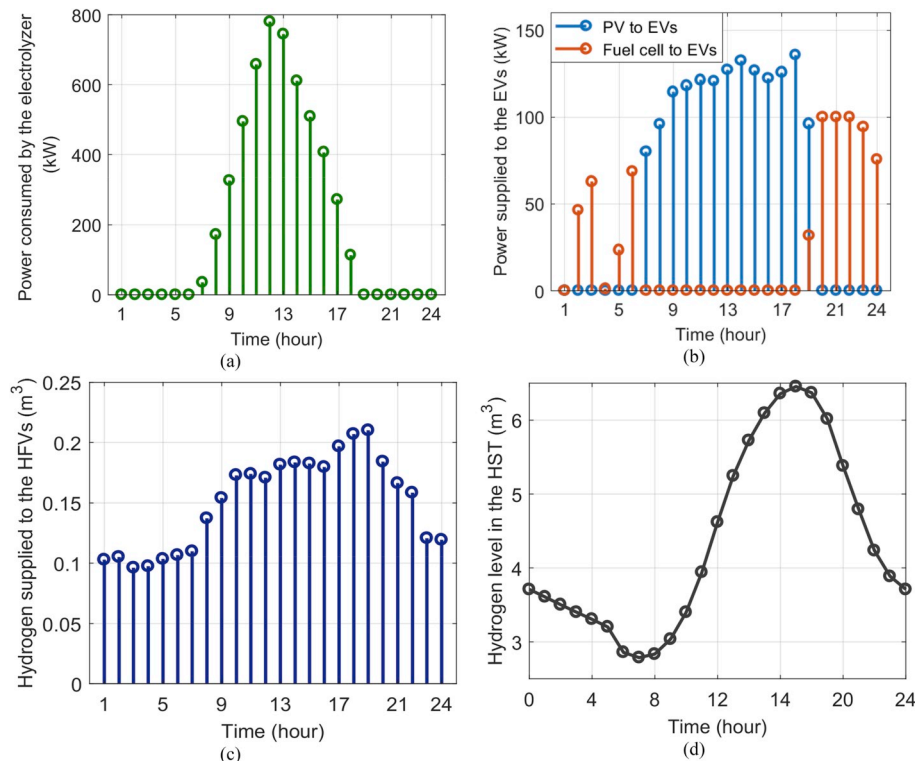 800
600
400
200
0
Power consumed by the electrolyzer
(kW)
1 5 9 13 17 21 24
Time (hour)
(a)
PV to EVs
Fuel cell to EVs
150
100
50
0
Power supplied to the EVs (kW)
1 5 9 13 17 21 24
Time (hour)
(b)
0.25
0.2
0.15
0.1
0.05
0
Hydrogen supplied to the HFVs (m³)
1 5 9 13 17 21 24
Time (hour)
(c)
6
5
4
3
Hydrogen level in the HST (m³)
0 4 8 12 14 20 24
Time (hour)
(d)